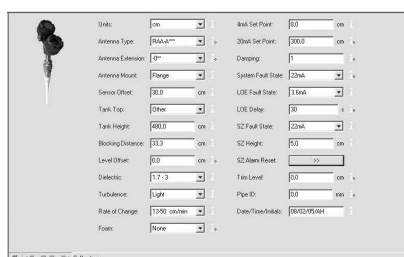 Units: cm
Antenna Type: RAA-A***
Antenna Extension: -0**
Antenna Mount: Flange
Sensor Offset: 30,0 cm
Tank Top: Other
Tank Height: 480,0 cm
Blocking Distance: 33,3 cm
Level Offset: 0,0 cm
Dielectric: 1.7 - 3
Turbulence: Light
Rate of Change: 13-50 cm/min
Foam: None
4mA Set Point: 8,0 cm
20mA Set Point: 300,0 cm
Damping: 1
System Fault State: 22mA
LOE Fault State: 3.6mA
LOE Delay: 30 s
SZ Fault State: 22mA
SZ Height: 5,0 cm
SZ Alarm Reset: >>
Trim Level: 0,0 cm
Pipe ID: 0,0 mm
Date/Time/Initials: 08/02/05/AH